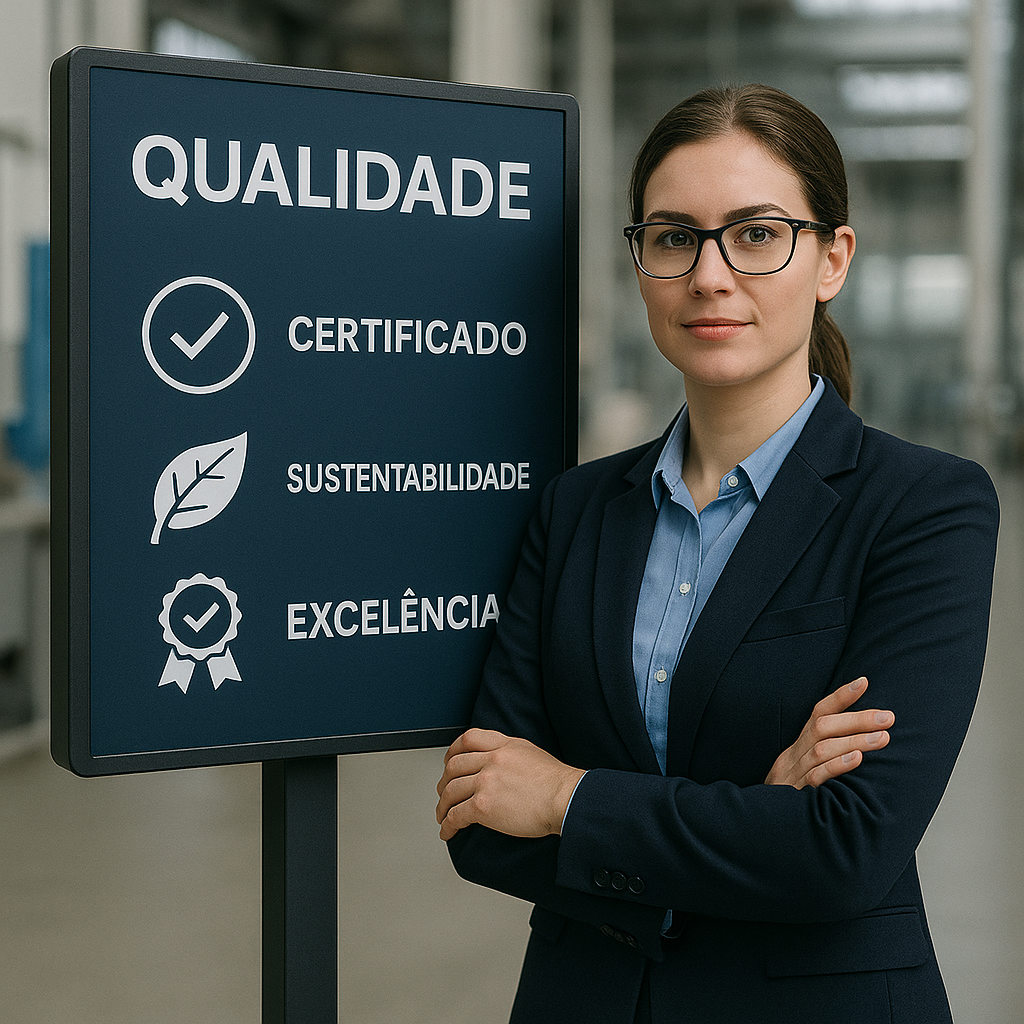 QUALIDADE
CERTIFICADO
SUSTENTABILIDADE
EXCELÊNCIA